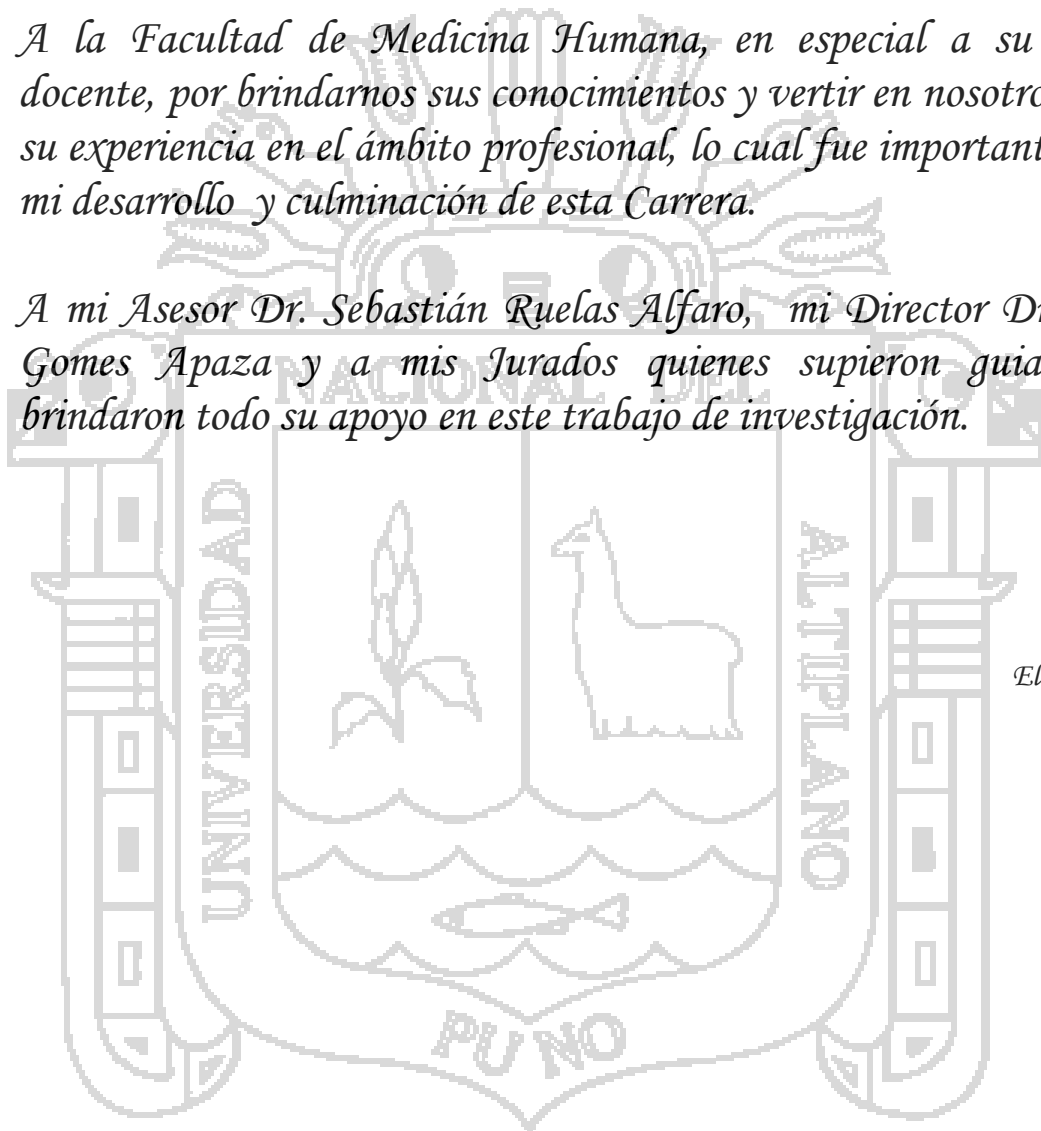 A la Facultad de Medicina Humana, en especial a su
docente, por brindarnos sus conocimientos y vertir en nosotro
su experiencia en el ámbito profesional, lo cual fue important
mi desarrollo y culminación de esta Carrera.
A mi Asesor Dr. Sebastián Ruelas Alfaro, mi Director Dr
Gomes Apaza y a mis Jurados quienes supieron guia
brindaron todo su apoyo en este trabajo de investigación.
NACIONAL DEL
UNIVERSIDAD
ALTIPLANO
El
PUNO